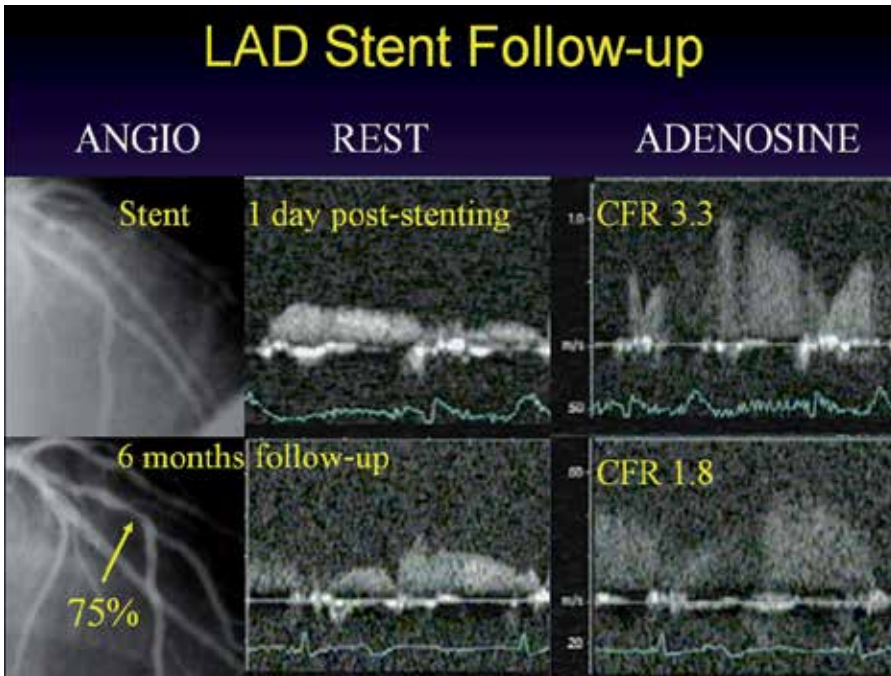 LAD Stent Follow-up
ANGIO REST ADENOSINE
Stent 1 day post-stenting CFR 3.3
1.0
m/s
50
6 months follow-up CFR 1.8
75%
m/s
20